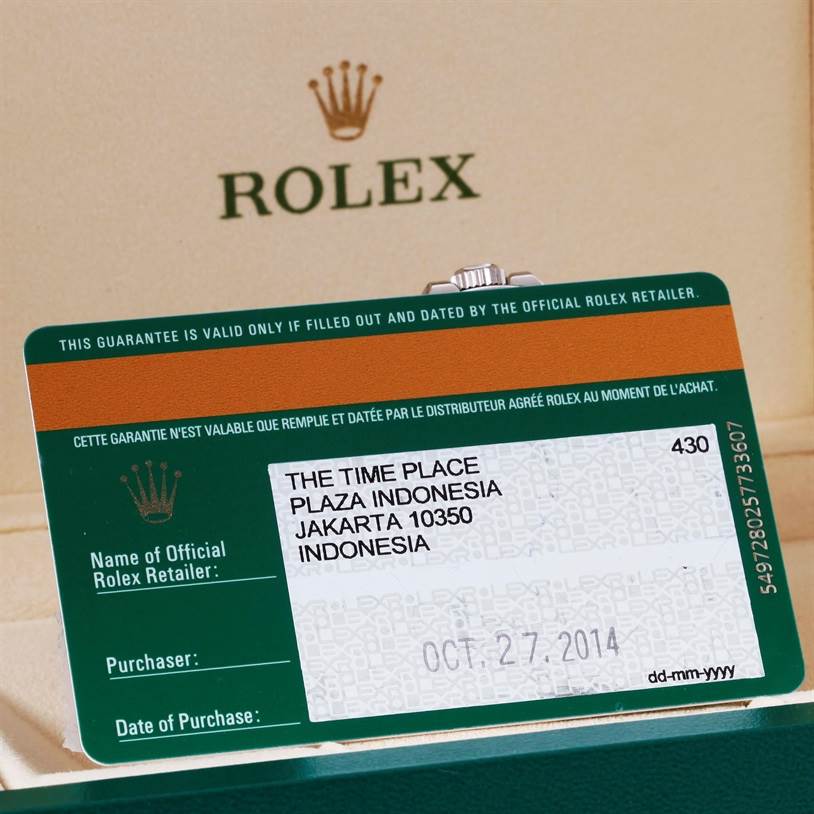 ROLEX
THIS GUARANTEE IS VALID ONLY IF FILLED OUT AND DATED BY THE OFFICIAL ROLEX RETAILER.
CETTE GARANTIE N'EST VALABLE QUE REMPLIE ET DATÉE PAR LE DISTRIBUTEUR AGRÉÉ ROLEX AU MOMENT DE L'ACHAT.
THE TIME PLACE 430
PLAZA INDONESIA
JAKARTA 10350
INDONESIA
Name of Official
Rolex Retailer:
Purchaser:
OCT. 27. 2014
dd-mm-yyyy
Date of Purchase:
5497280257733607